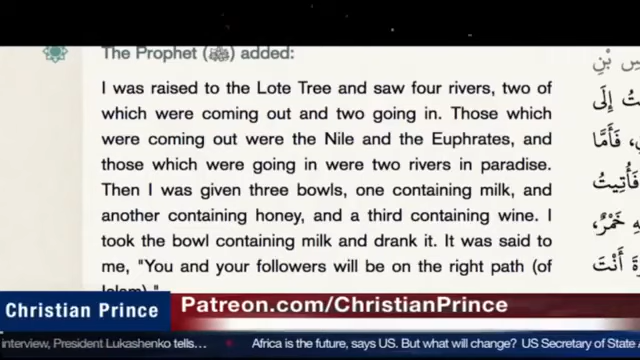 The Prophet (ﷺ) added:
I was raised to the Lote Tree and saw four rivers, two of
which were coming out and two going in. Those which
were coming out were the Nile and the Euphrates, and
those which were going in were two rivers in paradise.
Then I was given three bowls, one containing milk, and
another containing honey, and a third containing wine. I
took the bowl containing milk and drank it. It was said to
me, "You and your followers will be on the right path (of
Islam)."
سِ بْنِ
تُ إِلَى
فَأَمَّا
فَأُتِيتُ
خَمْرٌ،
أَنْتَ
Christian Prince
Patreon.com/ChristianPrince
interview, President Lukashenko tells... Africa is the future, says US. But what will change? US Secretary of State